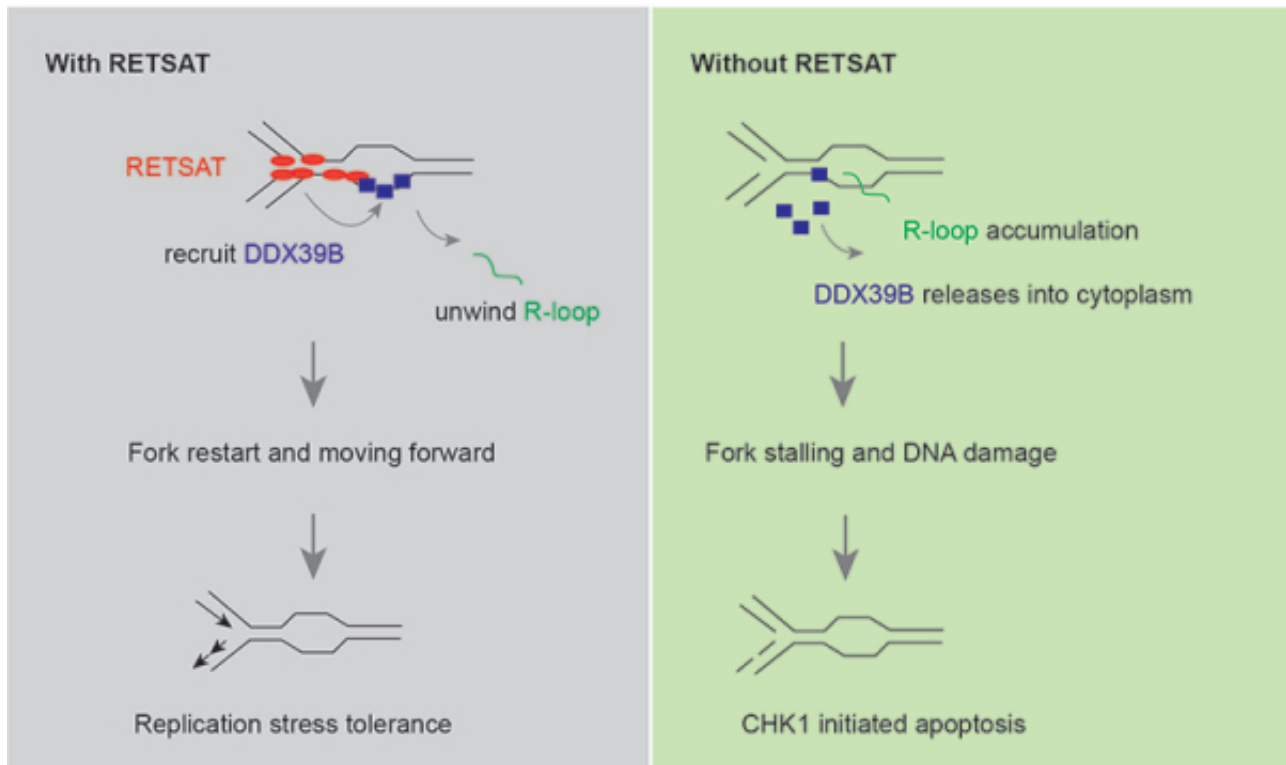 With RETSAT
RETSAT
recruit DDX39B
unwind R-loop
Fork restart and moving forward
Replication stress tolerance
Without RETSAT
R-loop accumulation
DDX39B releases into cytoplasm
Fork stalling and DNA damage
CHK1 initiated apoptosis